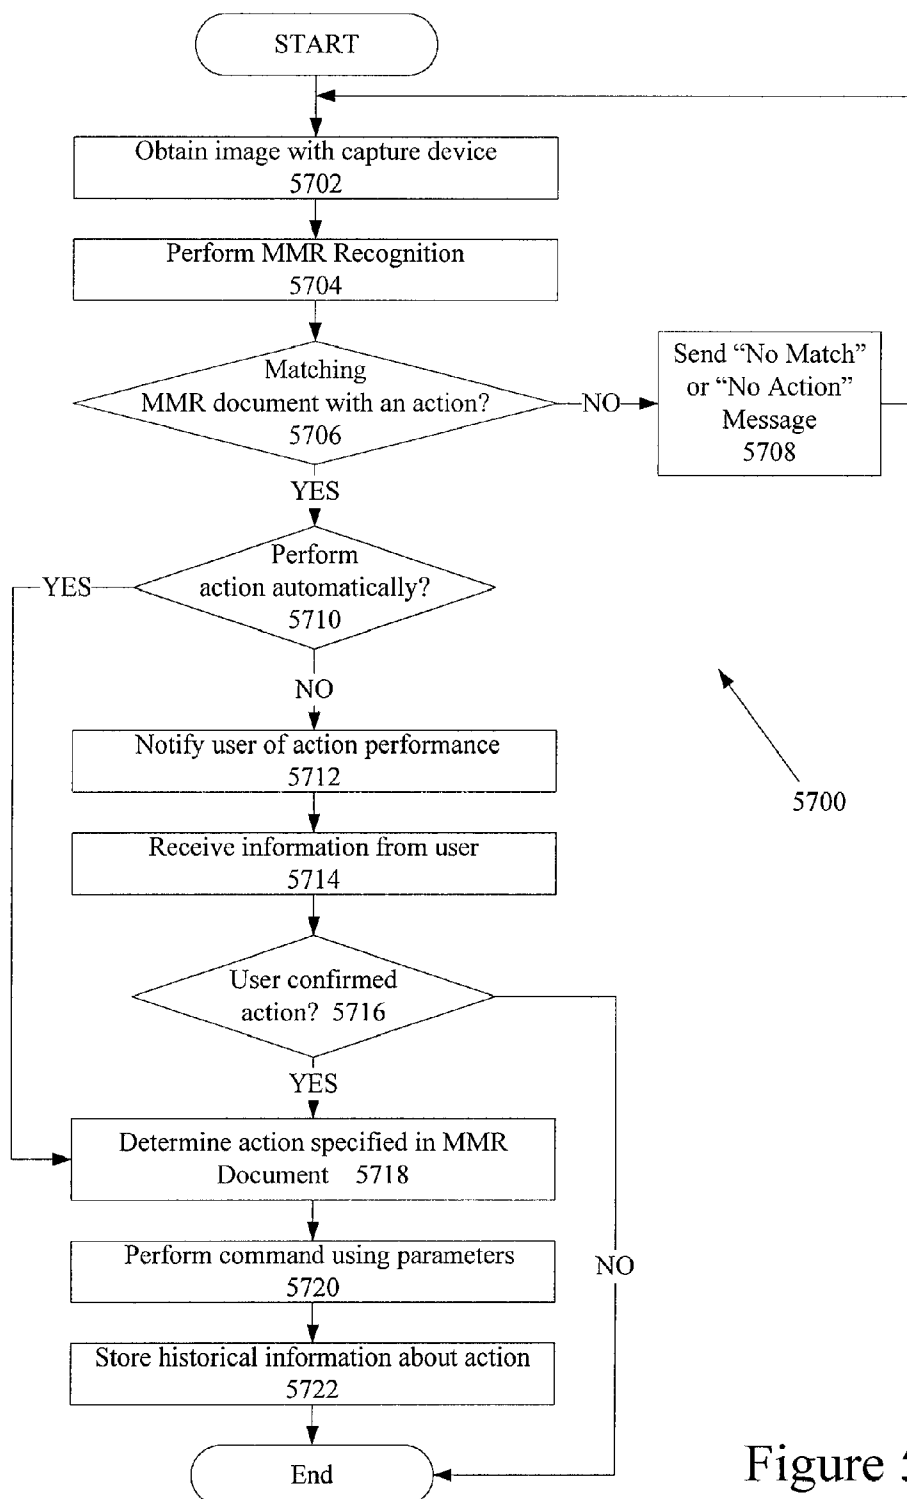 START
Obtain image with capture device
5702
Perform MMR Recognition
5704
Matching
MMR document with an action?
5706
NO
Send “No Match”
or “No Action”
Message
5708
YES
Perform
action automatically?
5710
YES
NO
Notify user of action performance
5712
5700
Receive information from user
5714
User confirmed
action? 5716
YES
Determine action specified in MMR
Document 5718
Perform command using parameters
5720
NO
Store historical information about action
5722
End
Figure